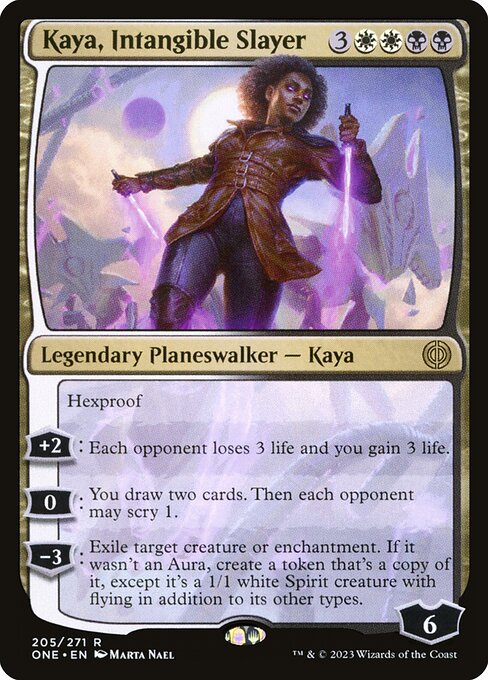 Kaya, Intangible Slayer 3
Legendary Planeswalker — Kaya
Hexproof
+2: Each opponent loses 3 life and you gain 3 life.
0: You draw two cards. Then each opponent
may scry 1.
−3: Exile target creature or enchantment. If it
wasn't an Aura, create a token that's a copy of
it, except it's a 1/1 white Spirit creature with
flying in addition to its other types.
6
205/271 R
ONE • EN Marta Nael
™ & © 2023 Wizards of the Coast